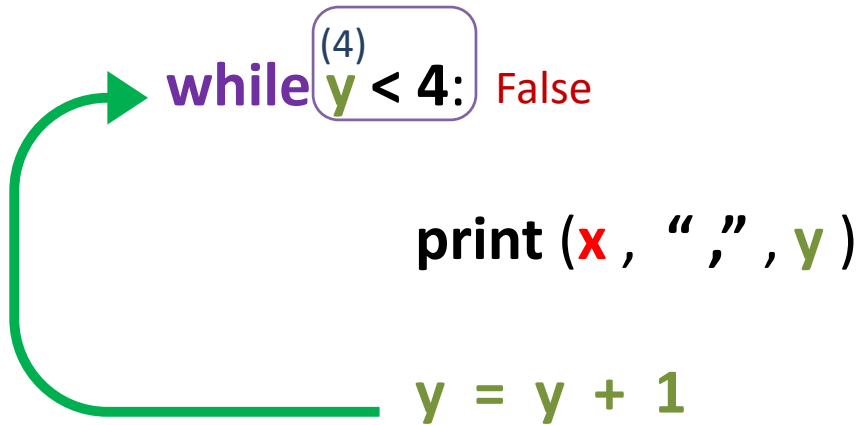 (4)
while y < 4: False
print (x , “ ,” , y )
y = y + 1